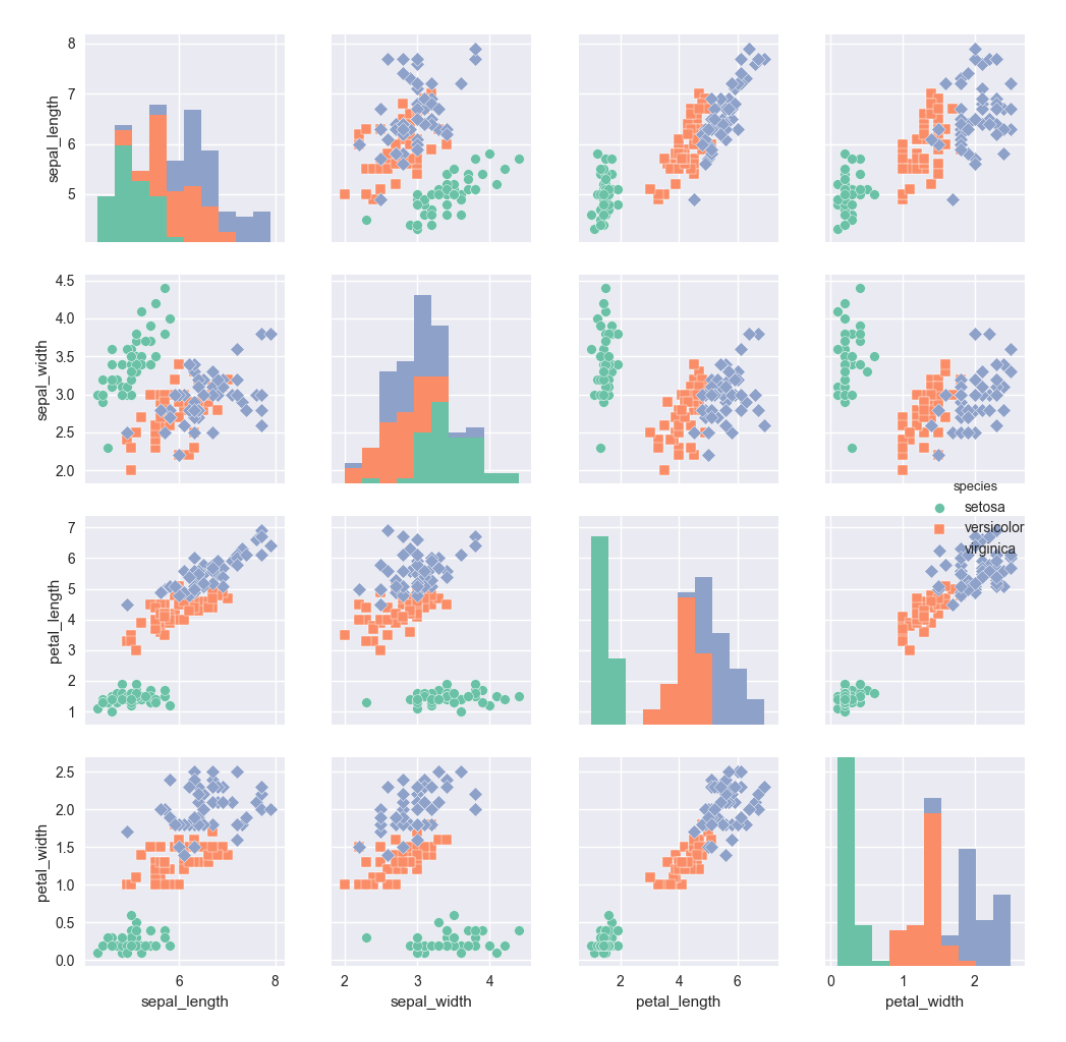 8
7
6
5
sepal_length
4.5
4.0
3.5
3.0
2.5
2.0
sepal_width
species
setosa
versicolor
virginica
7
6
5
4
3
2
1
petal_length
2.5
2.0
1.5
1.0
0.5
0.0
petal_width
6 8
2 3 4
2 4 6
0 1 2
sepal_length
sepal_width
petal_length
petal_width